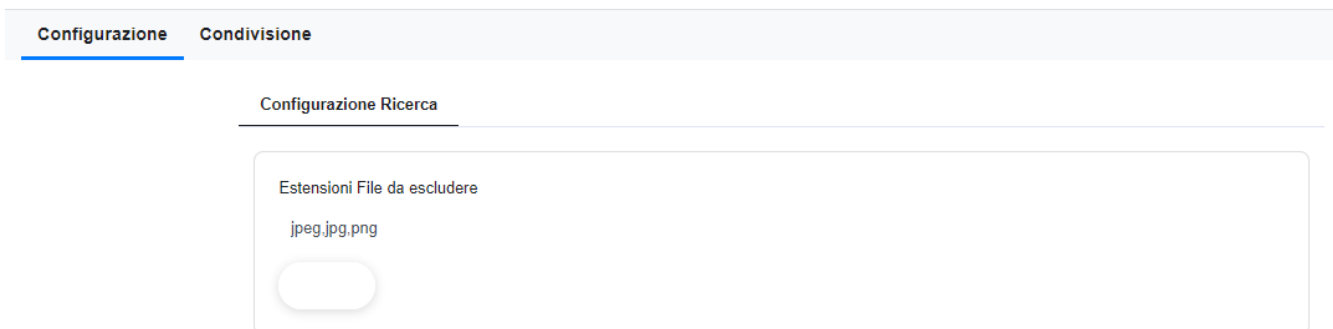 Configurazione Condivisione
Configurazione Ricerca
Estensioni File da escludere
jpeg,jpg,png